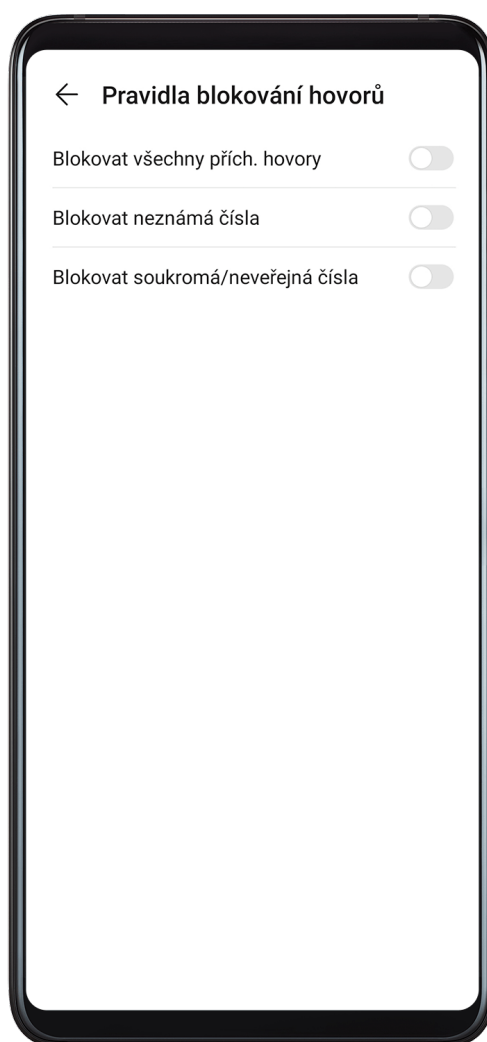 Pravidla blokování hovorů
Blokovat všechny přích. hovory
Blokovat neznámá čísla
Blokovat soukromá/neveřejná čísla